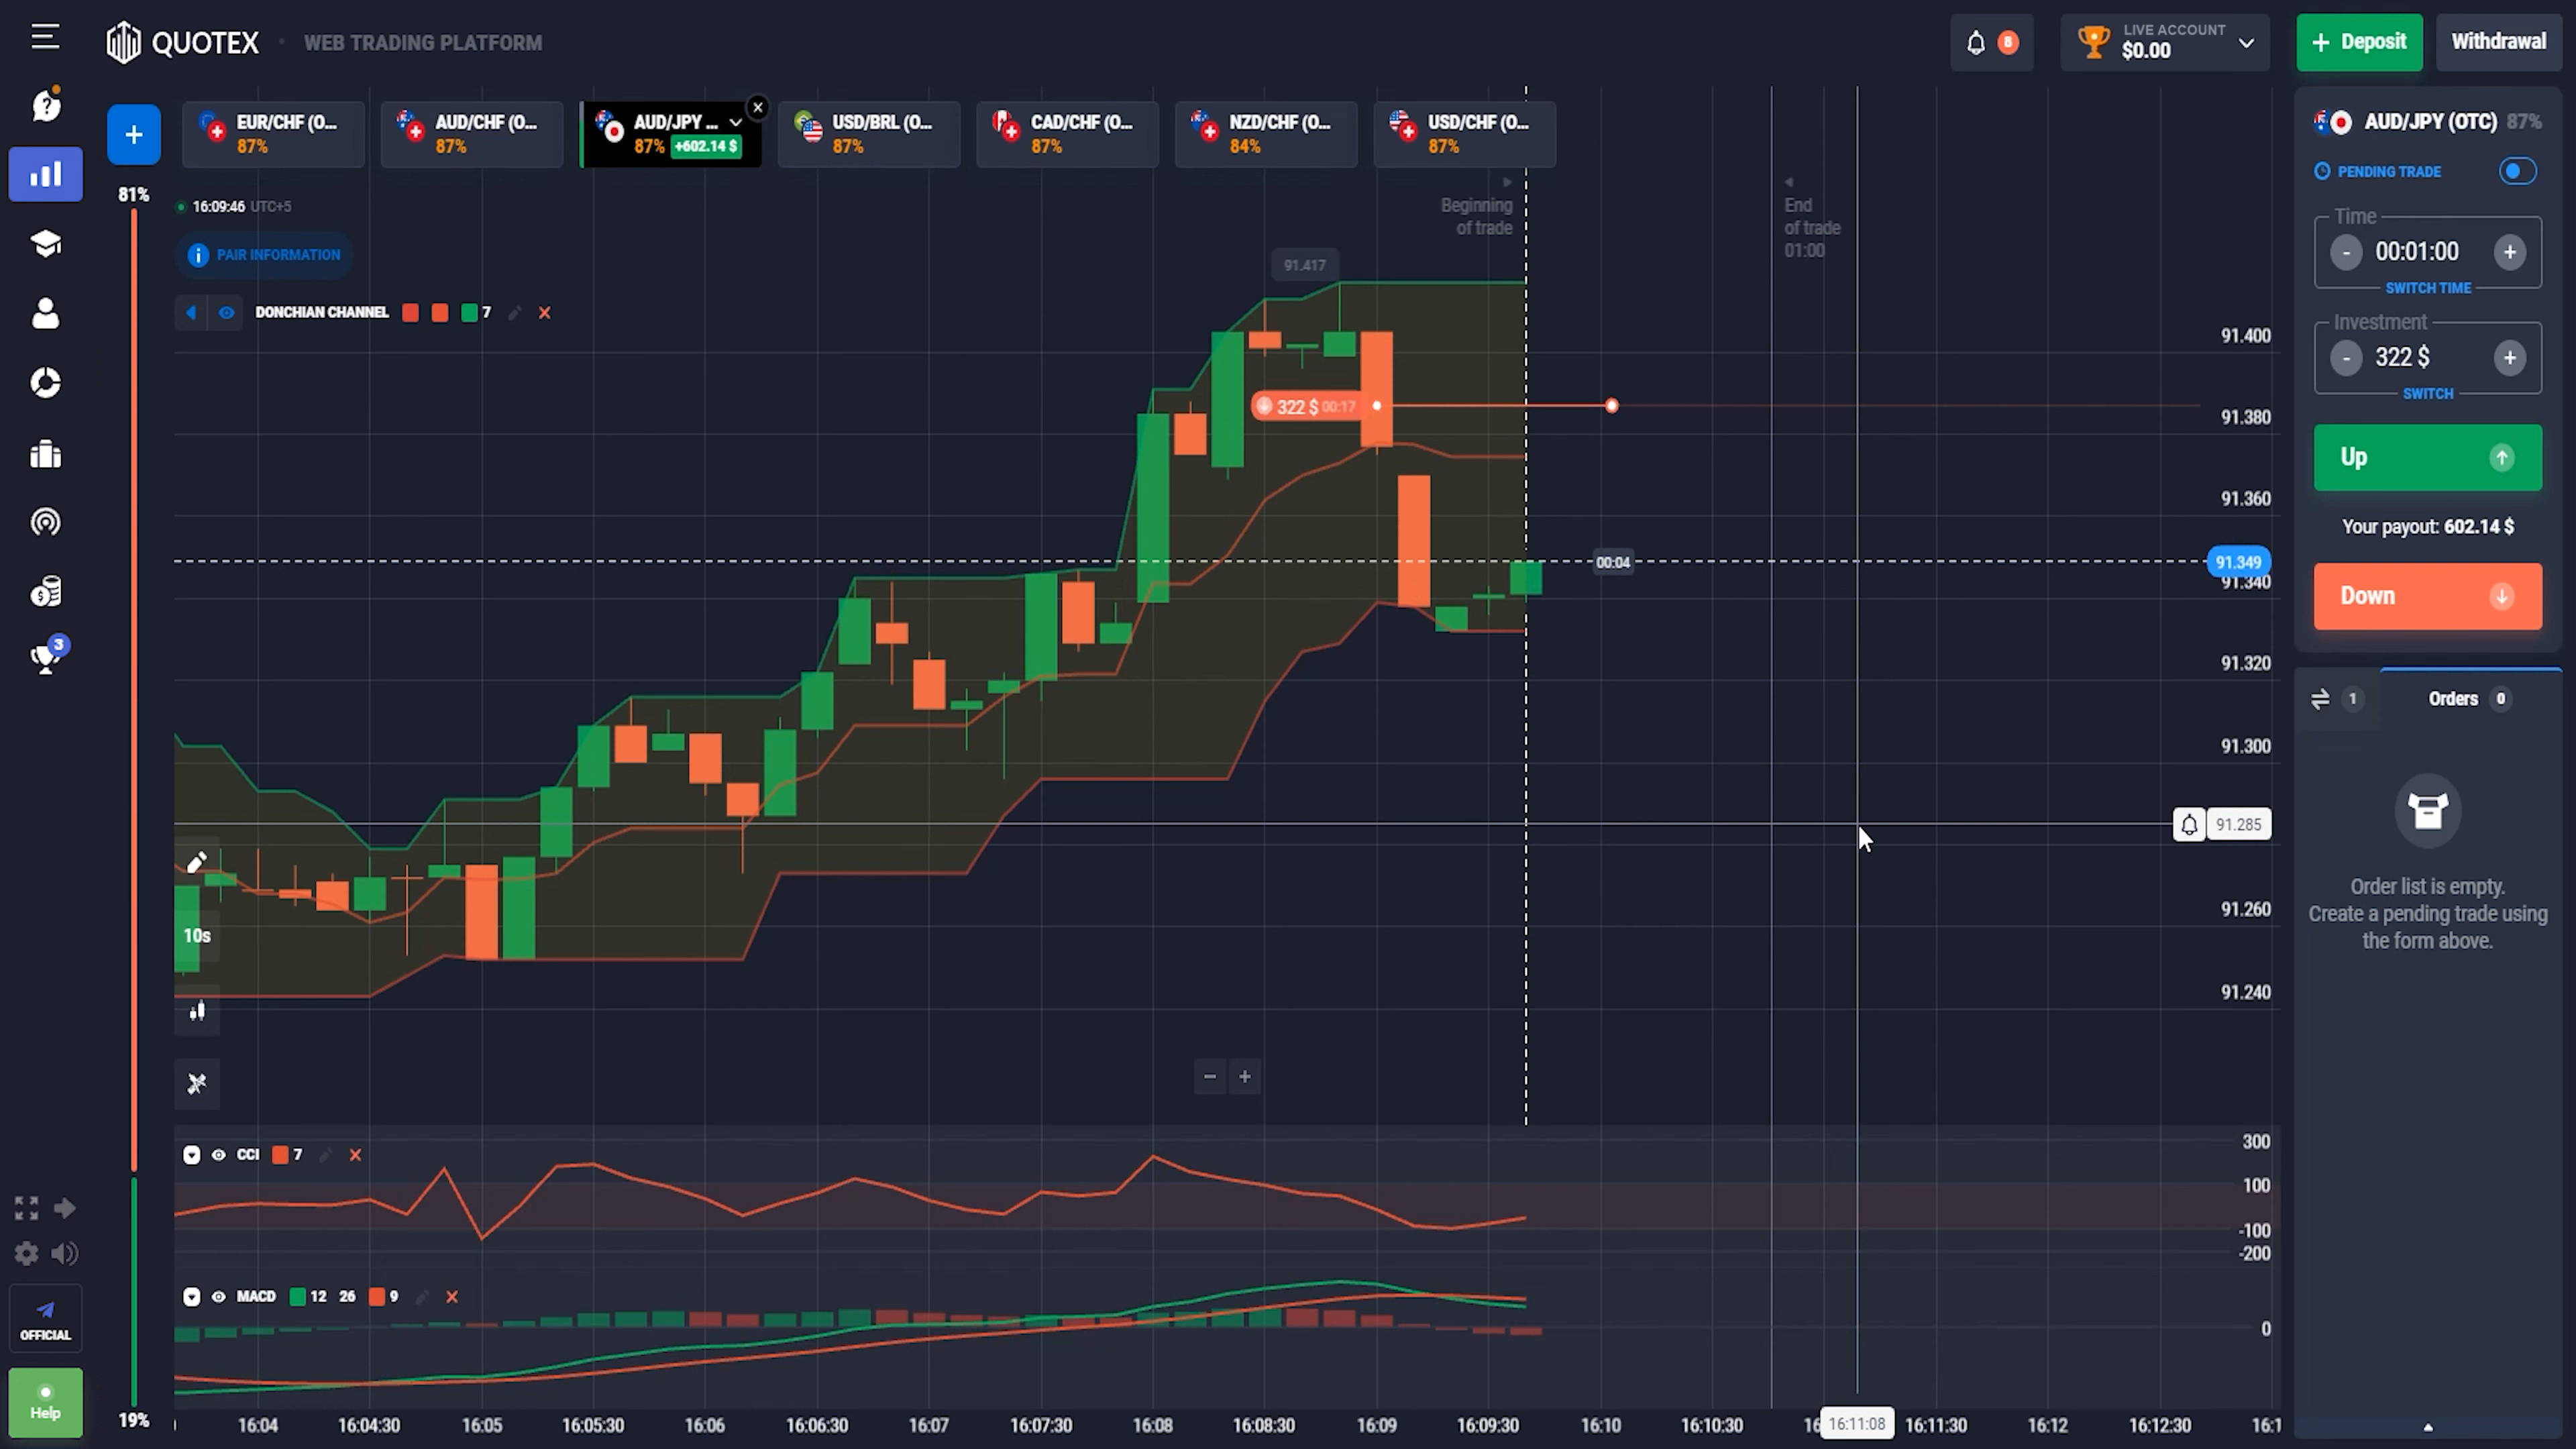 QUOTEX
WEB TRADING PLATFORM
8
LIVE ACCOUNT
$0.00
+ Deposit
Withdrawal
+
EUR/CHF (O...
87%
AUD/CHF (O...
87%
AUD/JPY ...
87% +602.14 $
USD/BRL (O...
87%
CAD/CHF (O...
87%
NZD/CHF (O...
84%
USD/CHF (O...
87%
81%
16:09:46 UTC+5
PAIR INFORMATION
DONCHIAN CHANNEL 7
Beginning
of trade
End
of trade
01:00
91.417
322 $ 00:17
00:04
91.400
91.380
91.360
91.349
91.340
91.320
91.300
91.285
91.260
91.240
10s
CCI 7
300
100
-100
-200
MACD 12 26 9
0
19%
16:04
16:04:30
16:05
16:05:30
16:06
16:06:30
16:07
16:07:30
16:08
16:08:30
16:09
16:09:30
16:10
16:10:30
16:11:08
16:11:30
16:12
16:12:30
16:1
3
OFFICIAL
Help
AUD/JPY (OTC) 87%
PENDING TRADE
Time
- 00:01:00 +
SWITCH TIME
Investment
- 322 $ +
SWITCH
Up
Your payout: 602.14 $
Down
1
Orders 0
Order list is empty.
Create a pending trade using
the form above.